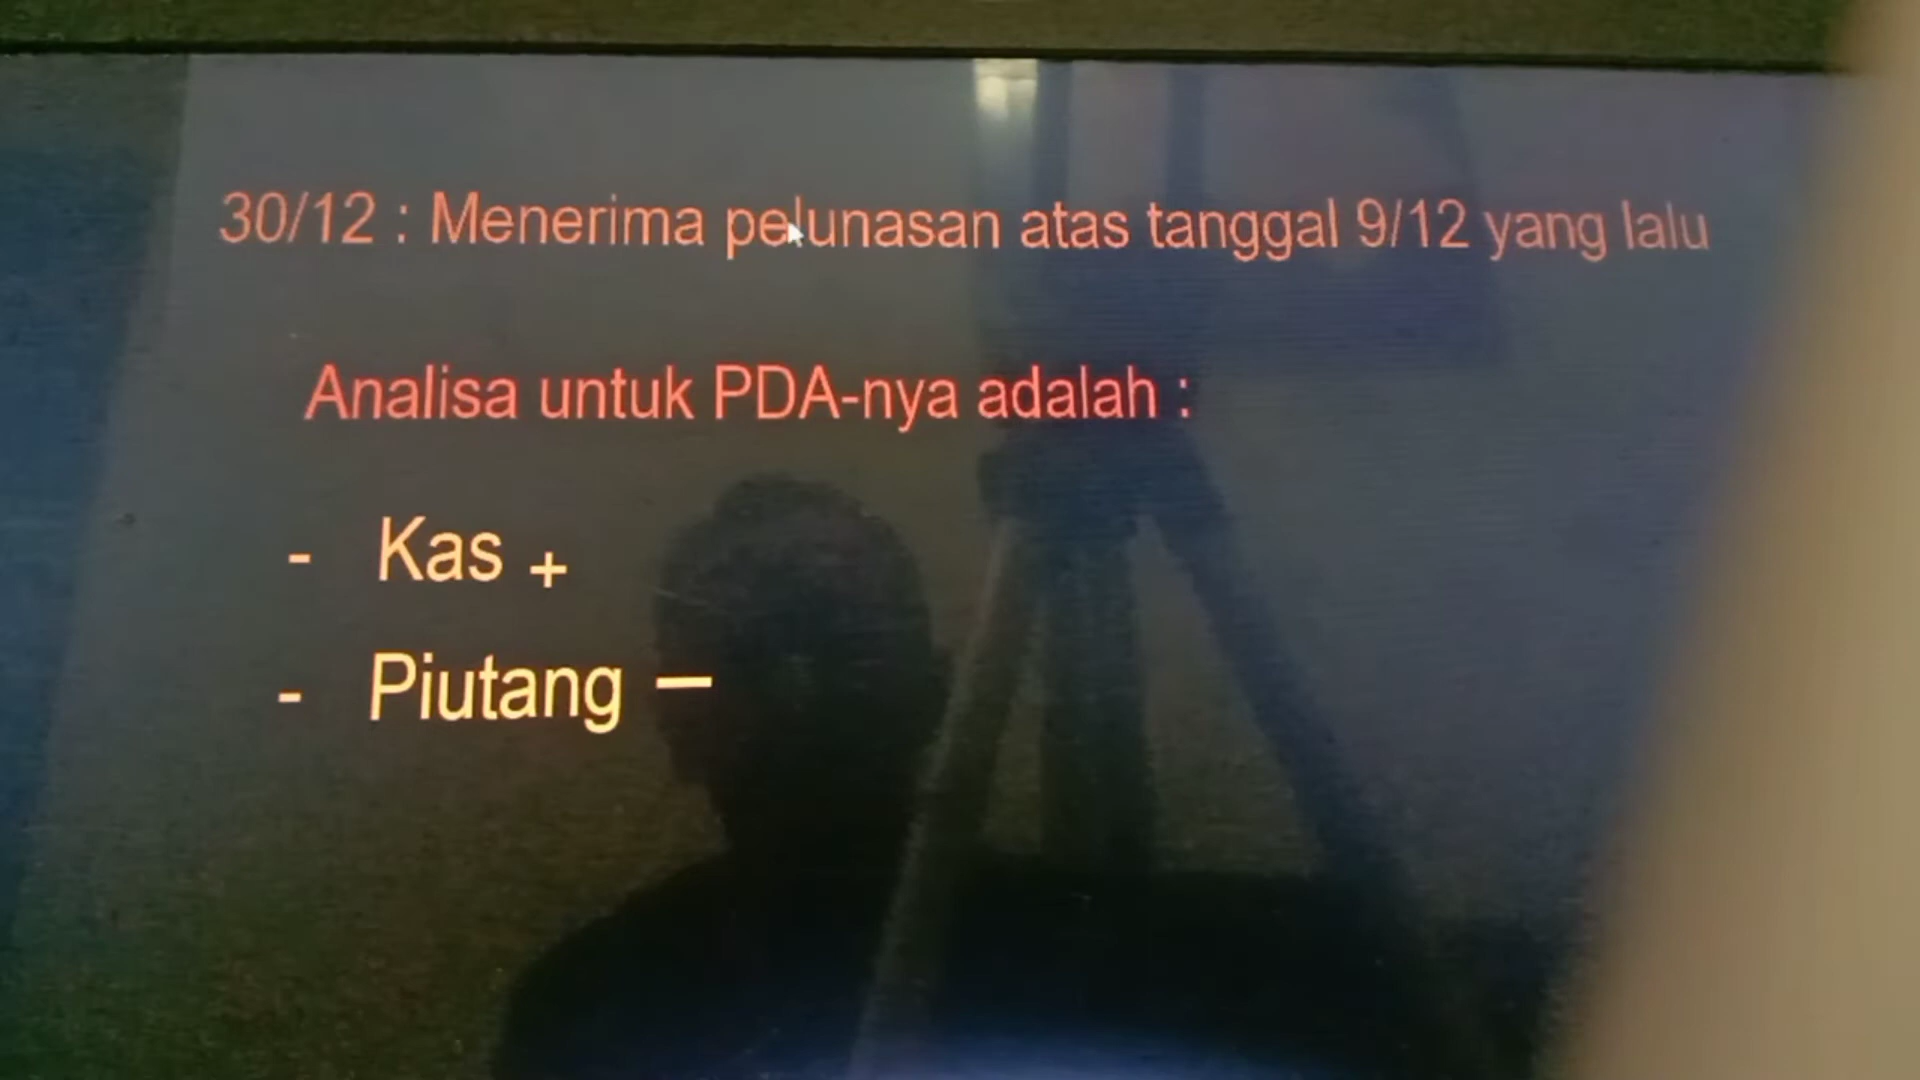 30/12 : Menerima pelunasan atas tanggal 9/12 yang lalu
Analisa untuk PDA-nya adalah :
- Kas +
- Piutang −